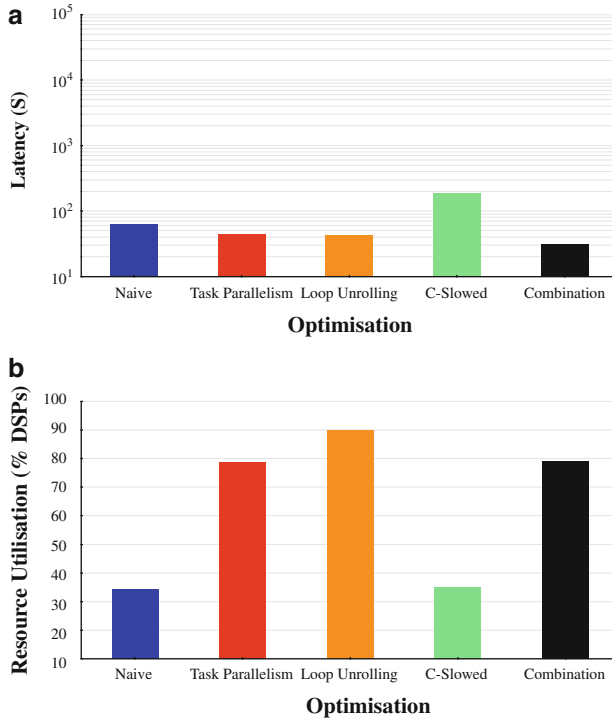 a
10^5
10^4
10^3
10^2
10^1
Latency (S)
Naive Task Parallelism Loop Unrolling C-Slowed Combination
Optimisation
b
100
90
80
70
60
50
40
30
20
10
Resource Utilisation (% DSPs)
Naive Task Parallelism Loop Unrolling C-Slowed Combination
Optimisation